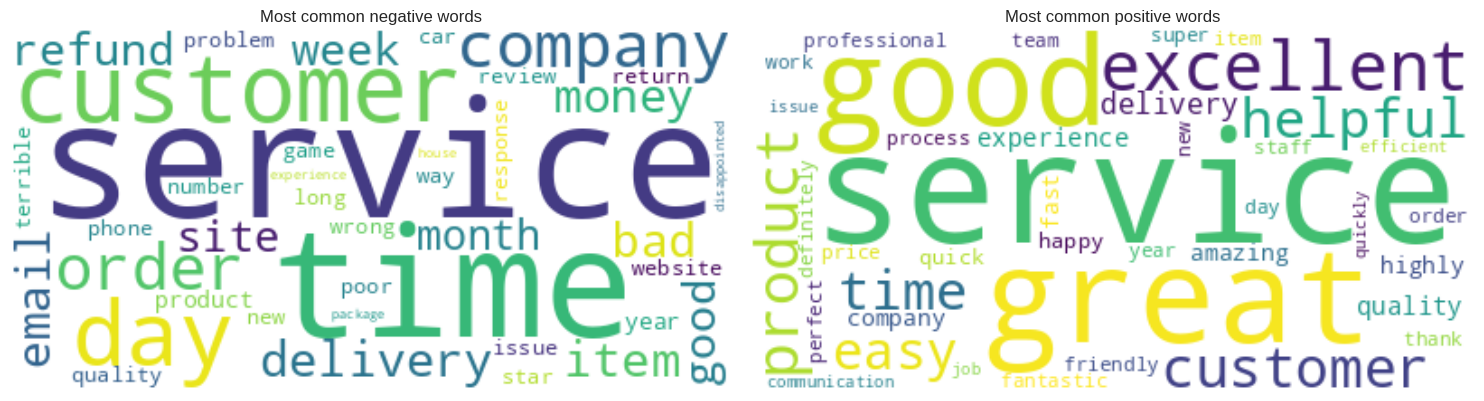 Most common negative words
refund
problem
week
car
company
customer
review
return
money
service
terrible
game
house
experience
number
way
long
response
disappointed
phone
site
wrong
month
bad
website
email
order
time
day
product
new
poor
package
year
good
quality
delivery
issue
star
item
Most common positive words
professional
team
super
item
work
good
excellent
issue
delivery
helpful
product
process
experience
new
staff
efficient
service
definitely
fast
day
quickly
order
happy
price
quick
year
amazing
highly
time
great
perfect
company
quality
easy
thank
job
friendly
customer
communication
fantastic